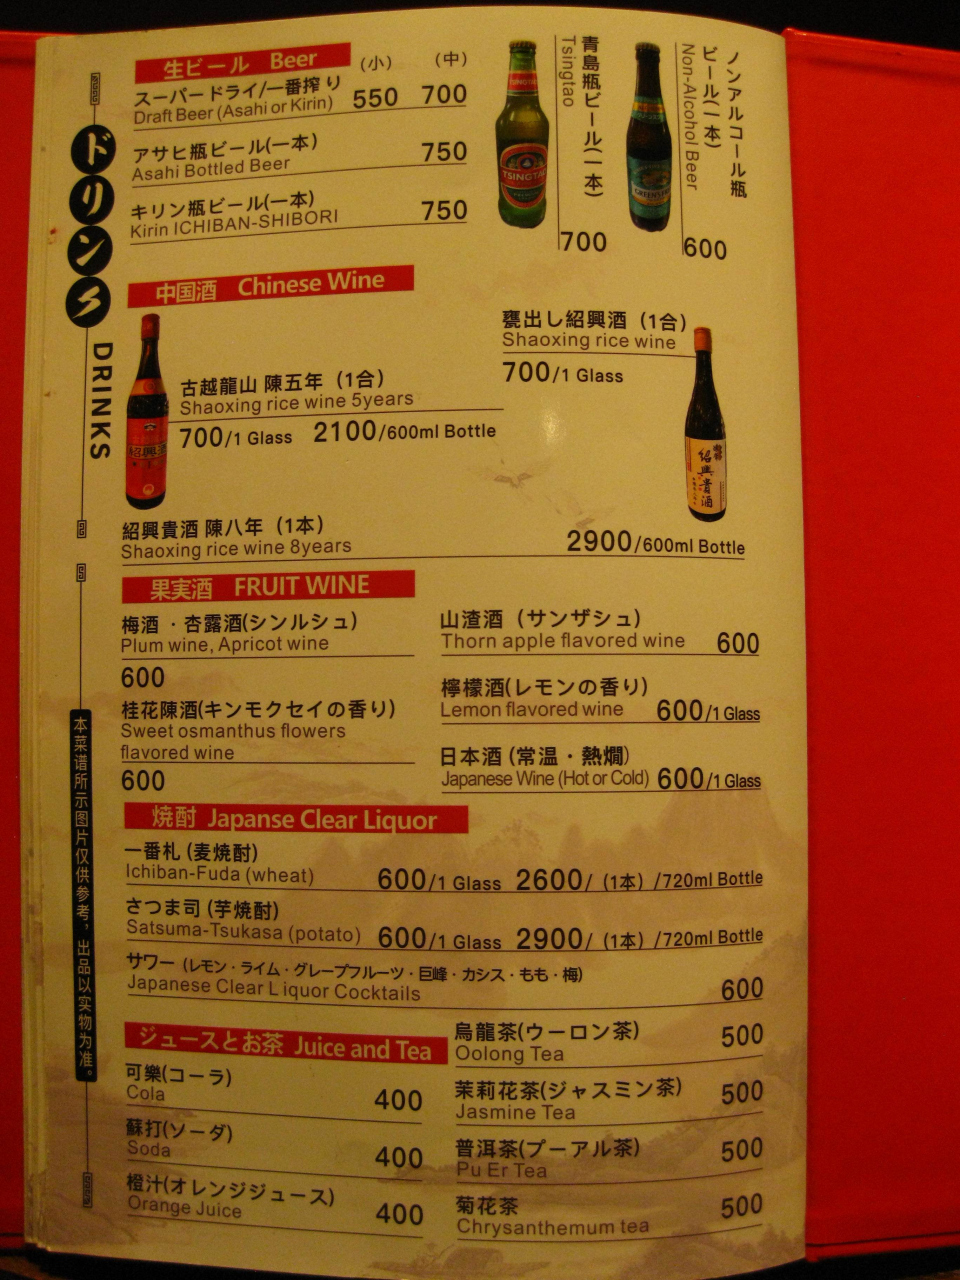 ドリンク
DRINKS
本菜谱所示图片仅供参考，出品以实物为准。
生ビール Beer
(小) (中)
スーパードライ/一番搾り 550 700
Draft Beer (Asahi or Kirin)
アサヒ瓶ビール(一本) 750
Asahi Bottled Beer
キリン瓶ビール(一本) 750
Kirin ICHIBAN-SHIBORI
TSINGTAO
青島瓶ビール(一本)
Tsingtao
700
ノンアルコール瓶
ビール(一本)
Non-Alcohol Beer
600
中国酒 Chinese Wine
甕出し紹興酒（1合）
Shaoxing rice wine
700/1 Glass
古越龍山 陳五年（1合）
Shaoxing rice wine 5years
700/1 Glass 2100/600ml Bottle
紹興酒
紹興貴酒
紹興貴酒 陳八年（1本）
Shaoxing rice wine 8years 2900/600ml Bottle
果実酒 FRUIT WINE
梅酒・杏露酒(シンルシュ)
Plum wine, Apricot wine
600
桂花陳酒(キンモクセイの香り)
Sweet osmanthus flowers
flavored wine
600
山渣酒（サンザシュ）
Thorn apple flavored wine 600
檸檬酒(レモンの香り)
Lemon flavored wine 600/1 Glass
日本酒（常温・熱燗）
Japanese Wine (Hot or Cold) 600/1 Glass
焼酎 Japanse Clear Liquor
一番札 (麦焼酎)
Ichiban-Fuda (wheat) 600/1 Glass 2600/（1本）/720ml Bottle
さつま司 (芋焼酎)
Satsuma-Tsukasa (potato) 600/1 Glass 2900/（1本）/720ml Bottle
サワー（レモン・ライム・グレープフルーツ・巨峰・カシス・もも・梅）
Japanese Clear Liquor Cocktails 600
ジュースとお茶 Juice and Tea
可樂(コーラ)
Cola 400
蘇打(ソーダ)
Soda 400
橙汁(オレンジジュース)
Orange Juice 400
烏龍茶(ウーロン茶)
Oolong Tea 500
茉莉花茶(ジャスミン茶)
Jasmine Tea 500
普洱茶(プーアル茶)
Pu Er Tea 500
菊花茶
Chrysanthemum tea 500